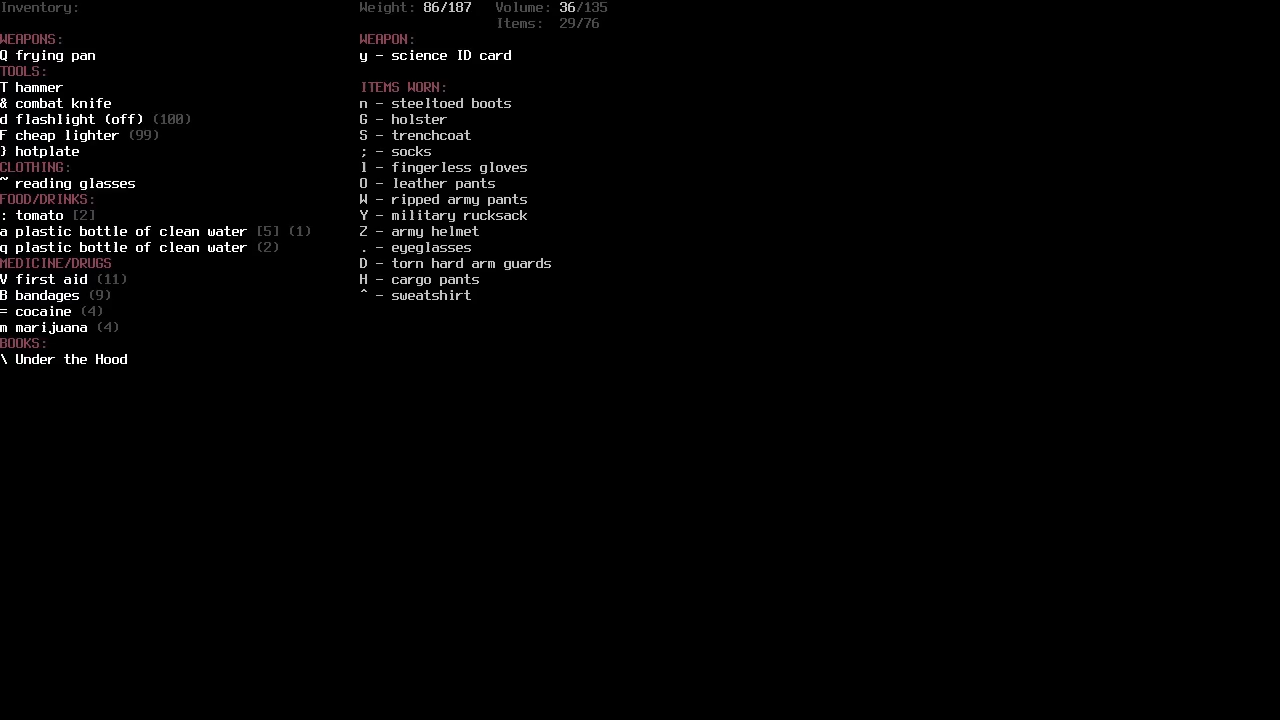 Inventory: Weight: 86/187 Volume: 36/135
Items: 29/76
WEAPONS:
Q frying pan
TOOLS:
T hammer
& combat knife
d flashlight (off) (100)
F cheap lighter (99)
} hotplate
CLOTHING:
~ reading glasses
FOOD/DRINKS:
: tomato [2]
a plastic bottle of clean water [5] (1)
q plastic bottle of clean water (2)
MEDICINE/DRUGS
V first aid (11)
B bandages (9)
= cocaine (4)
m marijuana (4)
BOOKS:
\ Under the Hood
WEAPON:
y - science ID card
ITEMS WORN:
n - steeltoed boots
G - holster
S - trenchcoat
; - socks
l - fingerless gloves
O - leather pants
W - ripped army pants
Y - military rucksack
Z - army helmet
. - eyeglasses
D - torn hard arm guards
H - cargo pants
^ - sweatshirt